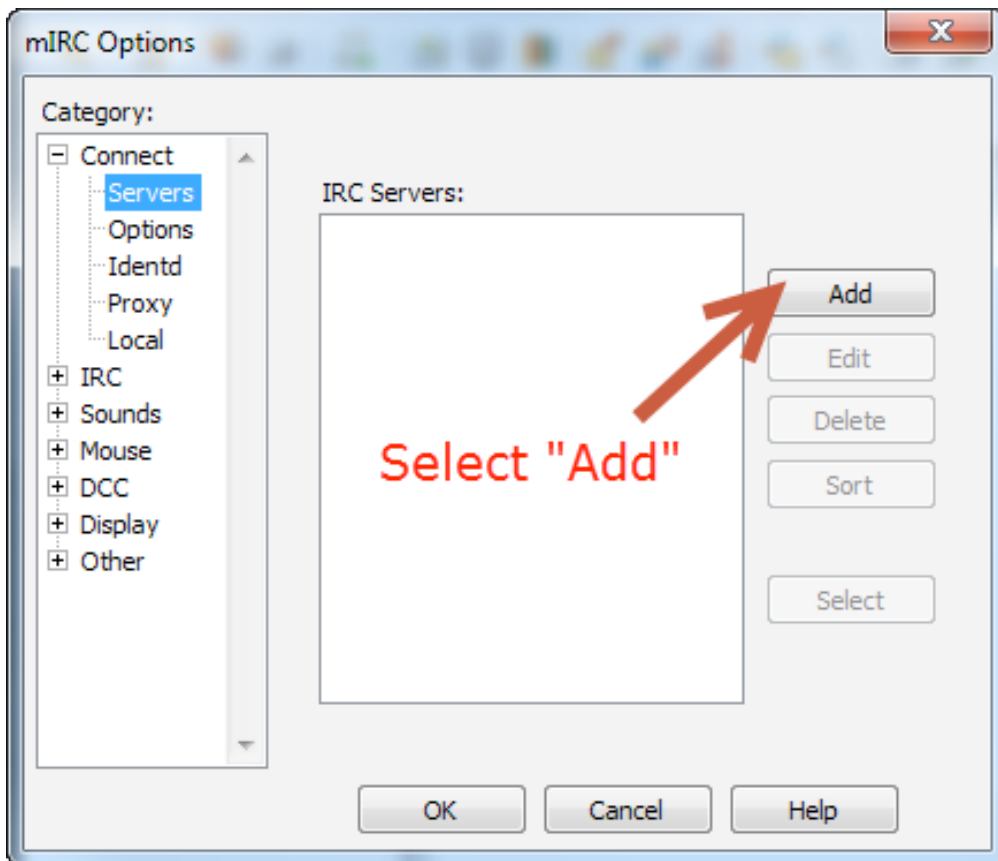 mIRC Options
X
Category:
Connect
Servers
Options
Identd
Proxy
Local
IRC
Sounds
Mouse
DCC
Display
Other
IRC Servers:
Select "Add"
Add
Edit
Delete
Sort
Select
OK
Cancel
Help